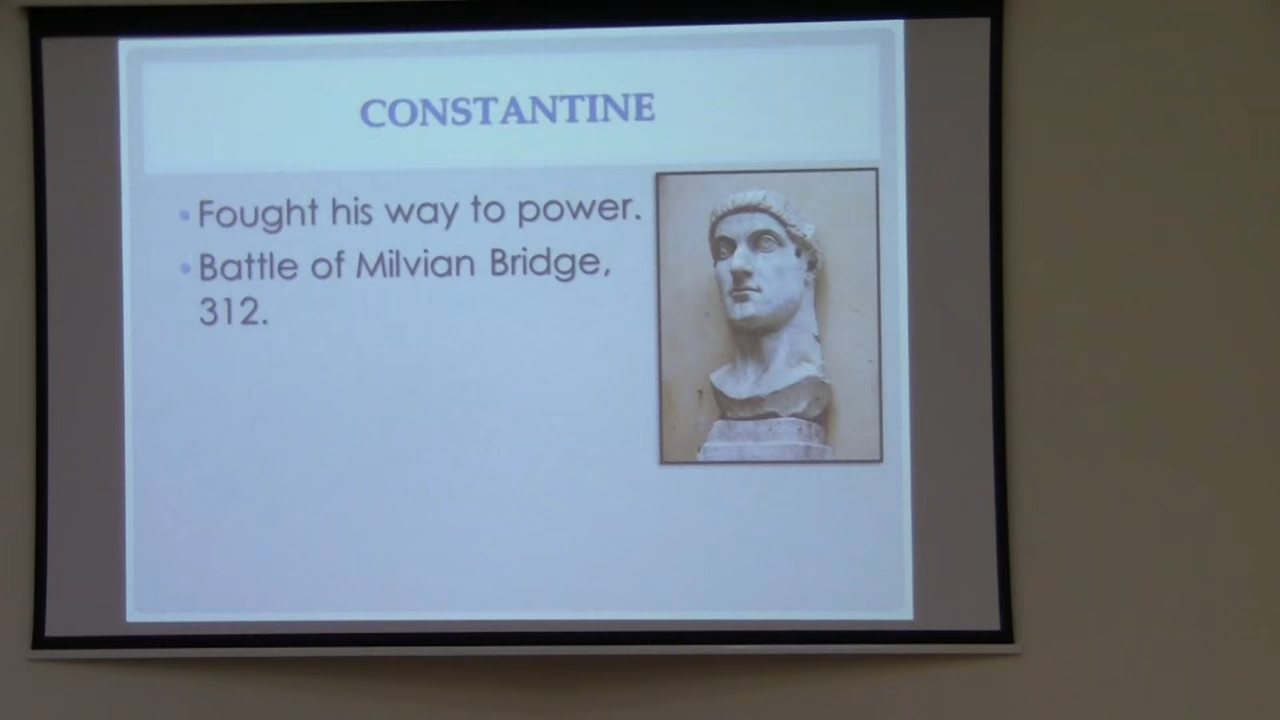 CONSTANTINE
• Fought his way to power.
• Battle of Milvian Bridge,
312.